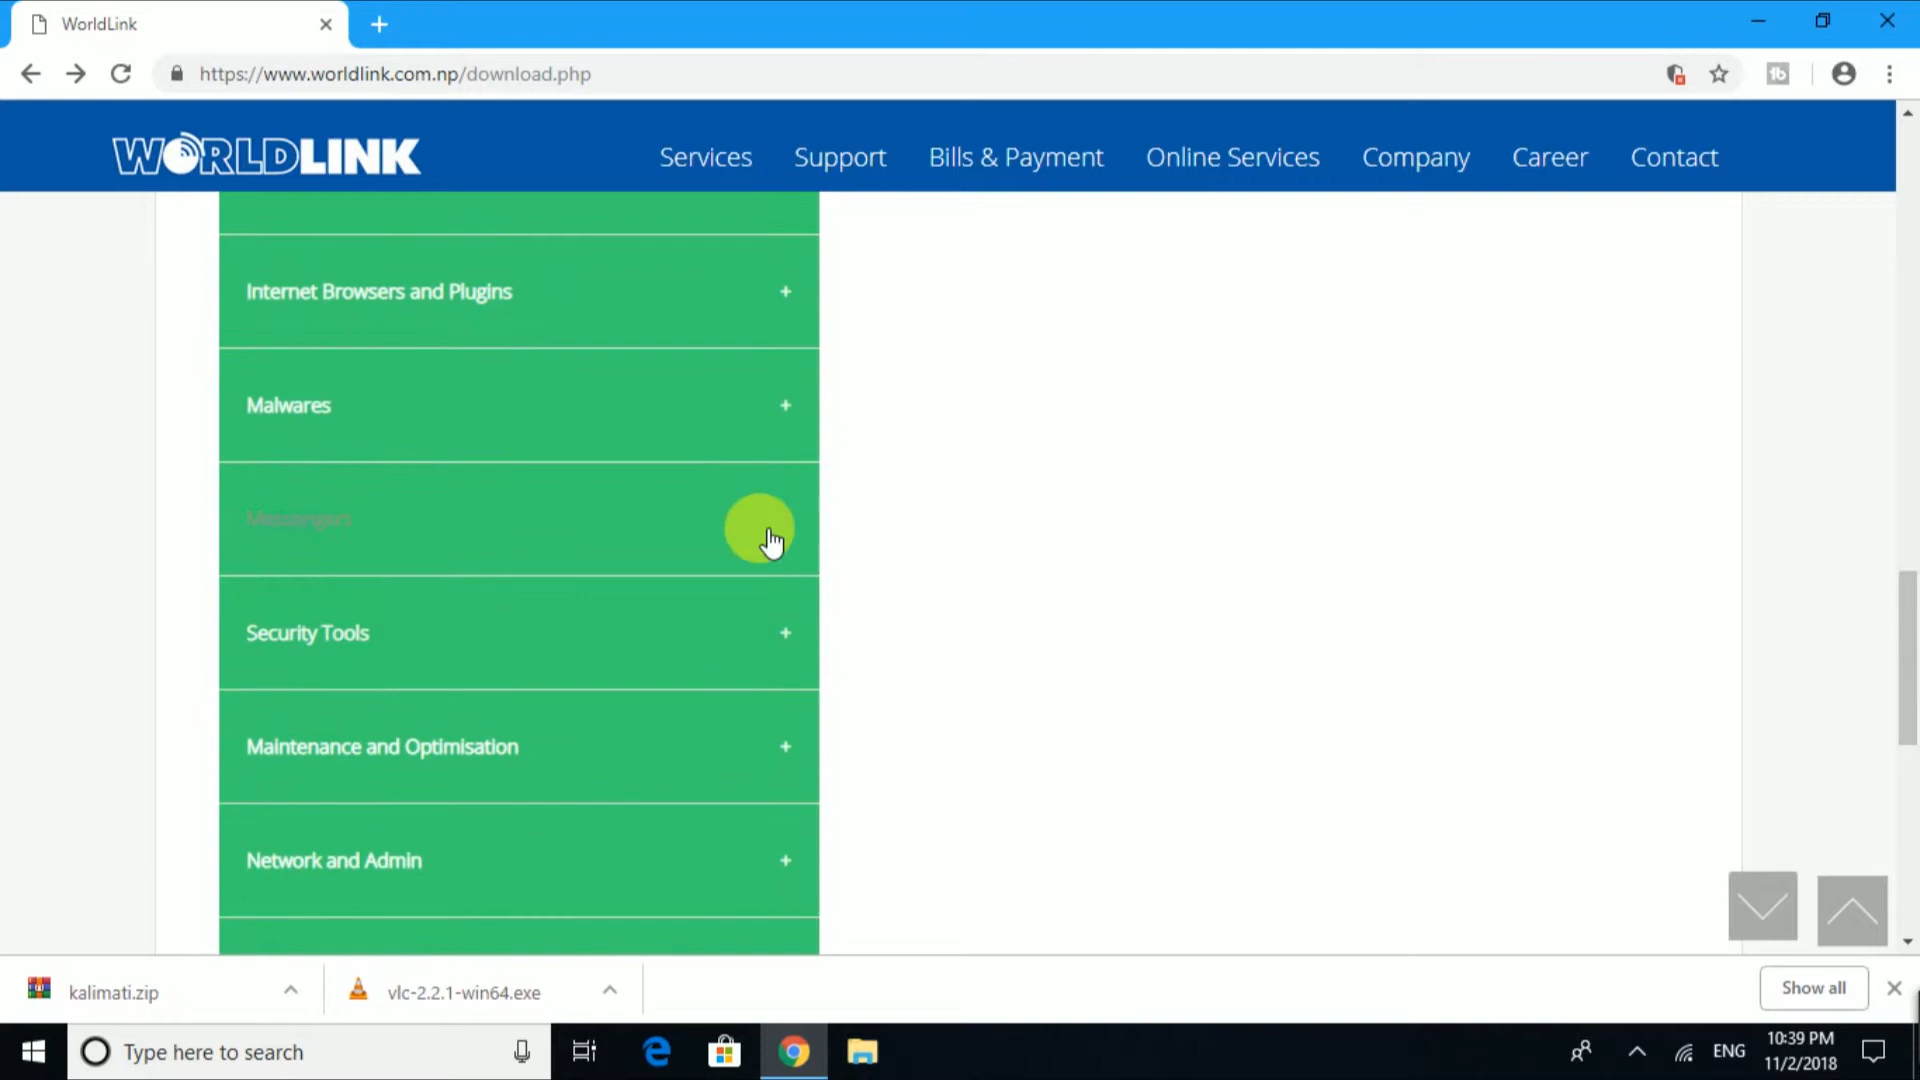 WorldLink
https://www.worldlink.com.np/download.php
WORLDLINK
Services
Support
Bills & Payment
Online Services
Company
Career
Contact
Internet Browsers and Plugins +
Malwares +
Messengers
Security Tools +
Maintenance and Optimisation +
Network and Admin +
kalimati.zip
vlc-2.2.1-win64.exe
Show all
Type here to search
ENG
10:39 PM
11/2/2018